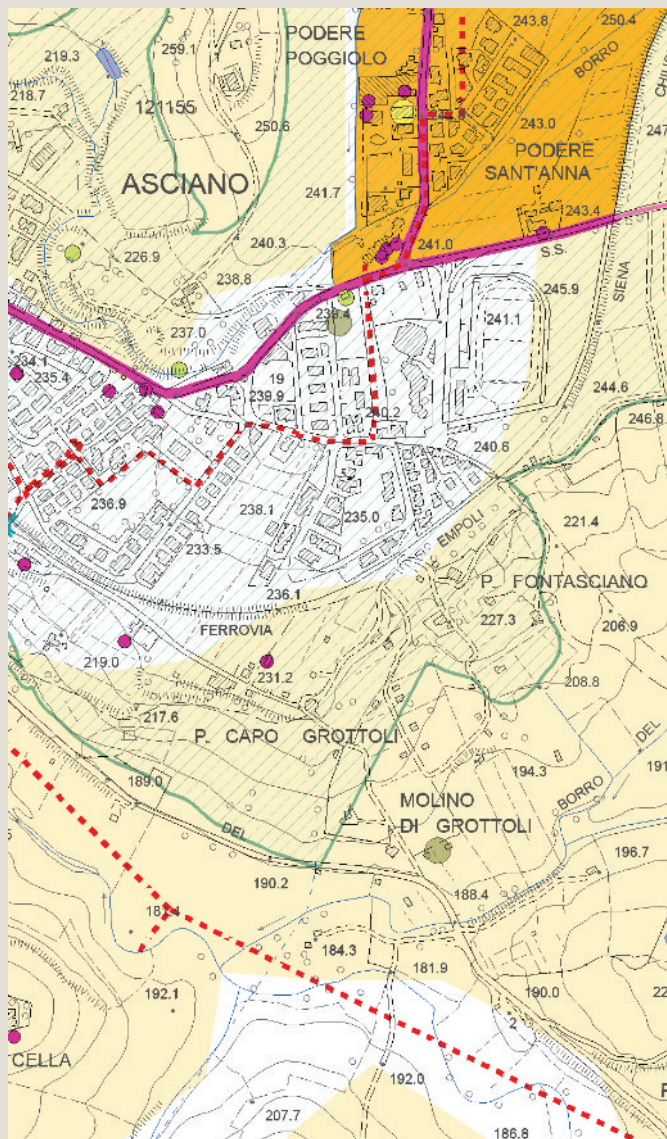 243.8
250.4
219.3
259.1
PODERE
POGGIOLO
BORRO
218.7
121155
250.6
243.0
PODERE
SANT'ANNA
ASCIANO
241.7
243.4
240.3
241.0
S.S.
226.9
238.8
245.9
SIENA
239.4
241.1
237.0
234.1
235.4
19
239.9
240.2
244.6
246.8
240.6
236.9
238.1
235.0
EMPOLI
221.4
233.5
236.1
P. FONTASCIANO
227.3
206.9
FERROVIA
219.0
231.2
208.8
217.6
P. CAPO GROTTOLI
DEL
194.3
189.0
MOLINO
DI GROTTOLI
BORRO
DEL
196.7
190.2
188.4
181.4
184.3
181.9
192.1
190.0
2
CELLA
192.0
207.7
186.8